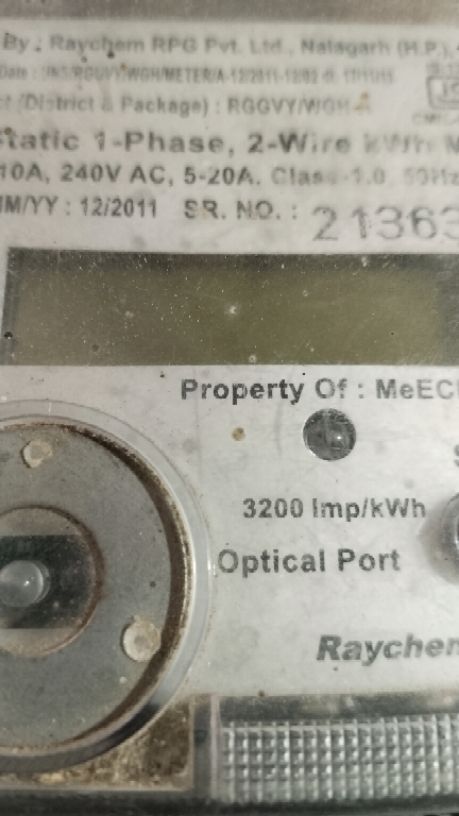 By : Raychem RPG Pvt. Ltd., Nalagarh (H.P.)
(District & Package) : RGGVY/WGH
Static 1-Phase, 2-Wire kWh M
10A, 240V AC, 5-20A. Class 1.0 50Hz
MM/YY : 12/2011 SR. NO. : 21363
Property Of : MeEC
3200 Imp/kWh
Optical Port
Raychem